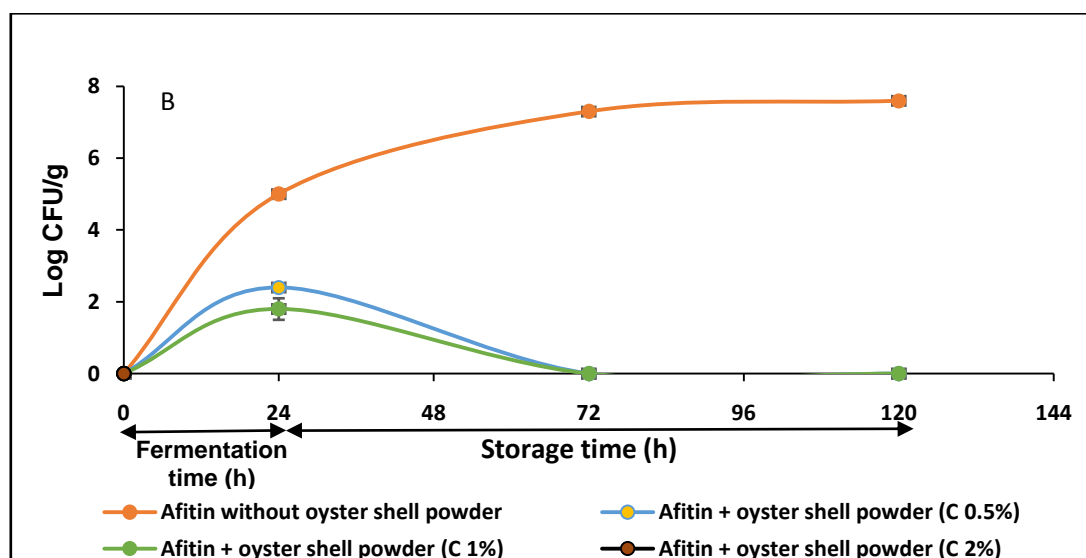 B
Log CFU/g
8
6
4
2
0
0 24 48 72 96 120 144
Fermentation time (h)
Storage time (h)
Afitin without oyster shell powder
Afitin + oyster shell powder (C 0.5%)
Afitin + oyster shell powder (C 1%)
Afitin + oyster shell powder (C 2%)